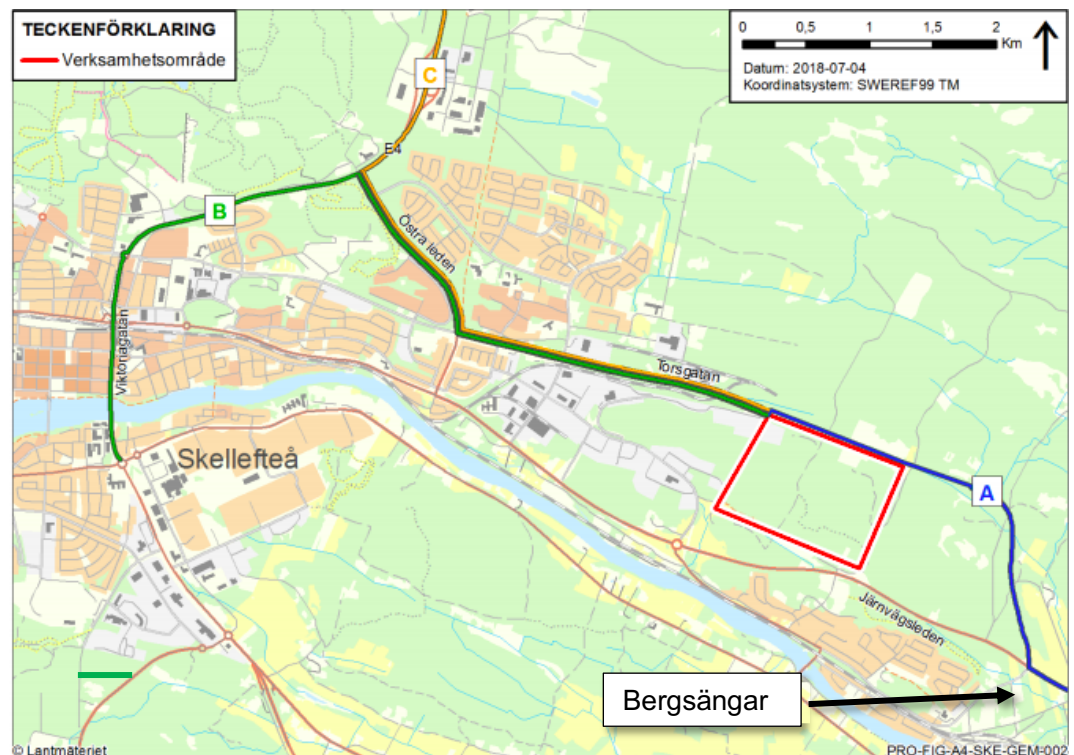 TECKENFÖRKLARING
Verksamhetsområde
0 0,5 1 1,5 2
Km
Datum: 2018-07-04
Koordinatsystem: SWEREF99 TM
C
E4
B
Östra leden
Viktoriagatan
Torsgatan
Skellefteå
A
Järnvägsleden
Bergsängar
© Lantmäteriet
PRO-FIG-A4-SKE-GEM-002